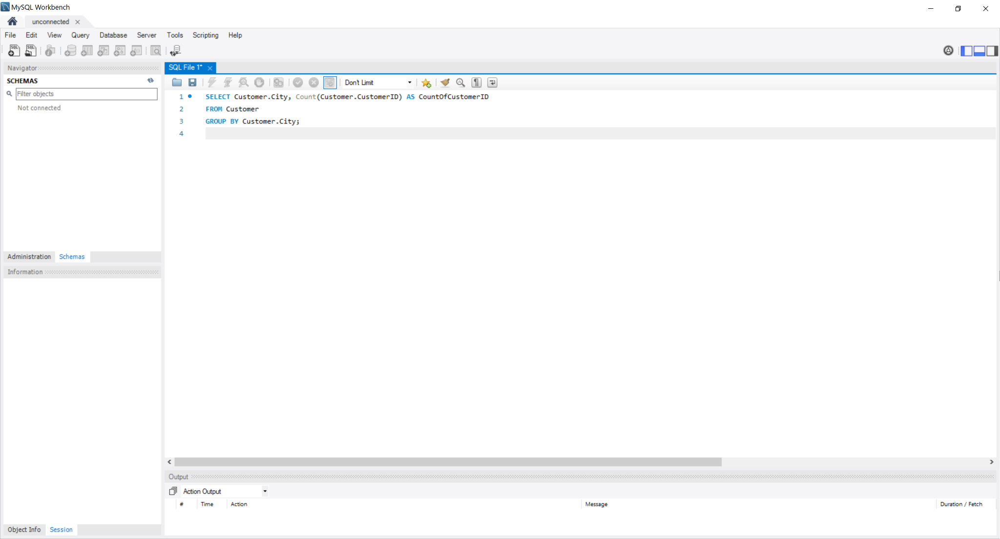 MySQL Workbench
unconnected
File Edit View Query Database Server Tools Scripting Help
SQL SQL
Navigator
SCHEMAS
Filter objects
Not connected
Administration Schemas
Information
Object Info Session
SQL File 1*
Don't Limit
1 SELECT Customer.City, Count(Customer.CustomerID) AS CountOfCustomerID
2 FROM Customer
3 GROUP BY Customer.City;
4
Output
Action Output
# Time Action Message Duration / Fetch